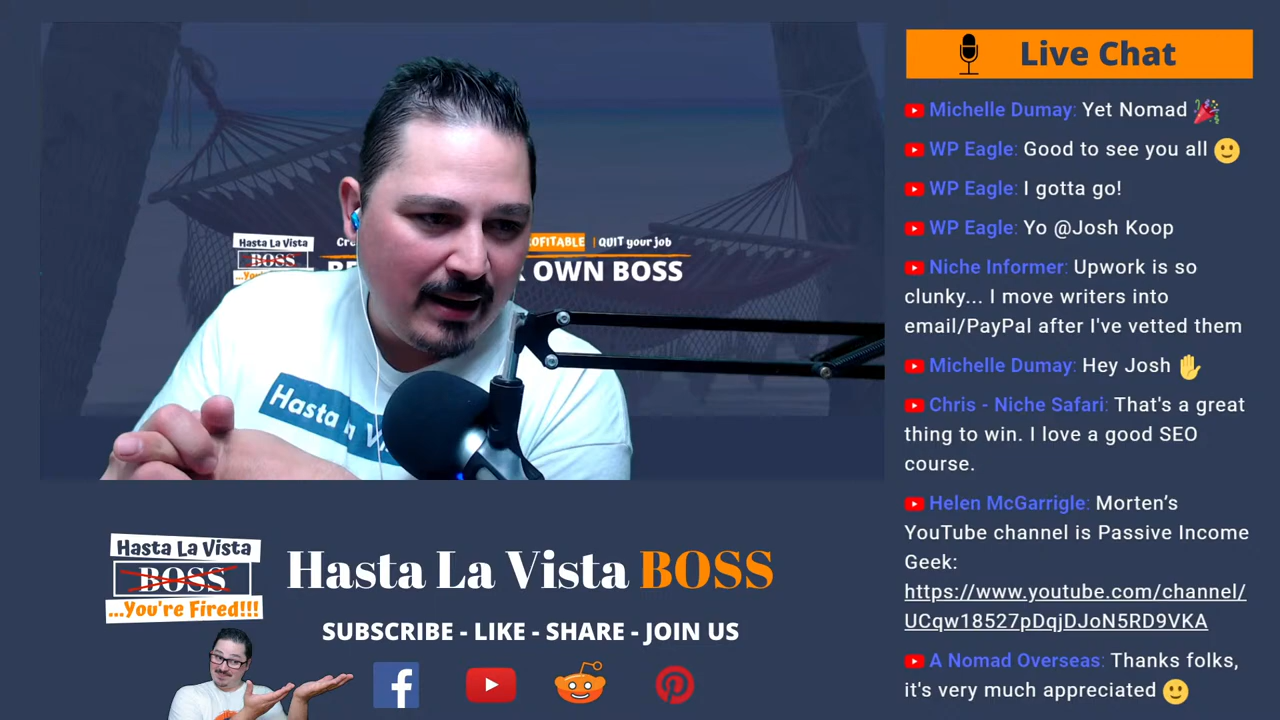 Hasta La Vista
BOSS
QUIT your job
OWN BOSS
Hasta
Hasta La Vista
BOSS
...You're Fired!!!
Hasta La Vista BOSS
SUBSCRIBE - LIKE - SHARE - JOIN US
Live Chat
Michelle Dumay: Yet Nomad 🎉
WP Eagle: Good to see you all 🙂
WP Eagle: I gotta go!
WP Eagle: Yo @Josh Koop
Niche Informer: Upwork is so
clunky... I move writers into
email/PayPal after I've vetted them
Michelle Dumay: Hey Josh ✋
Chris - Niche Safari: That's a great
thing to win. I love a good SEO
course.
Helen McGarrigle: Morten's
YouTube channel is Passive Income
Geek:
https://www.youtube.com/channel/
UCqw18527pDqjDJoN5RD9VKA
A Nomad Overseas: Thanks folks,
it's very much appreciated 🙂